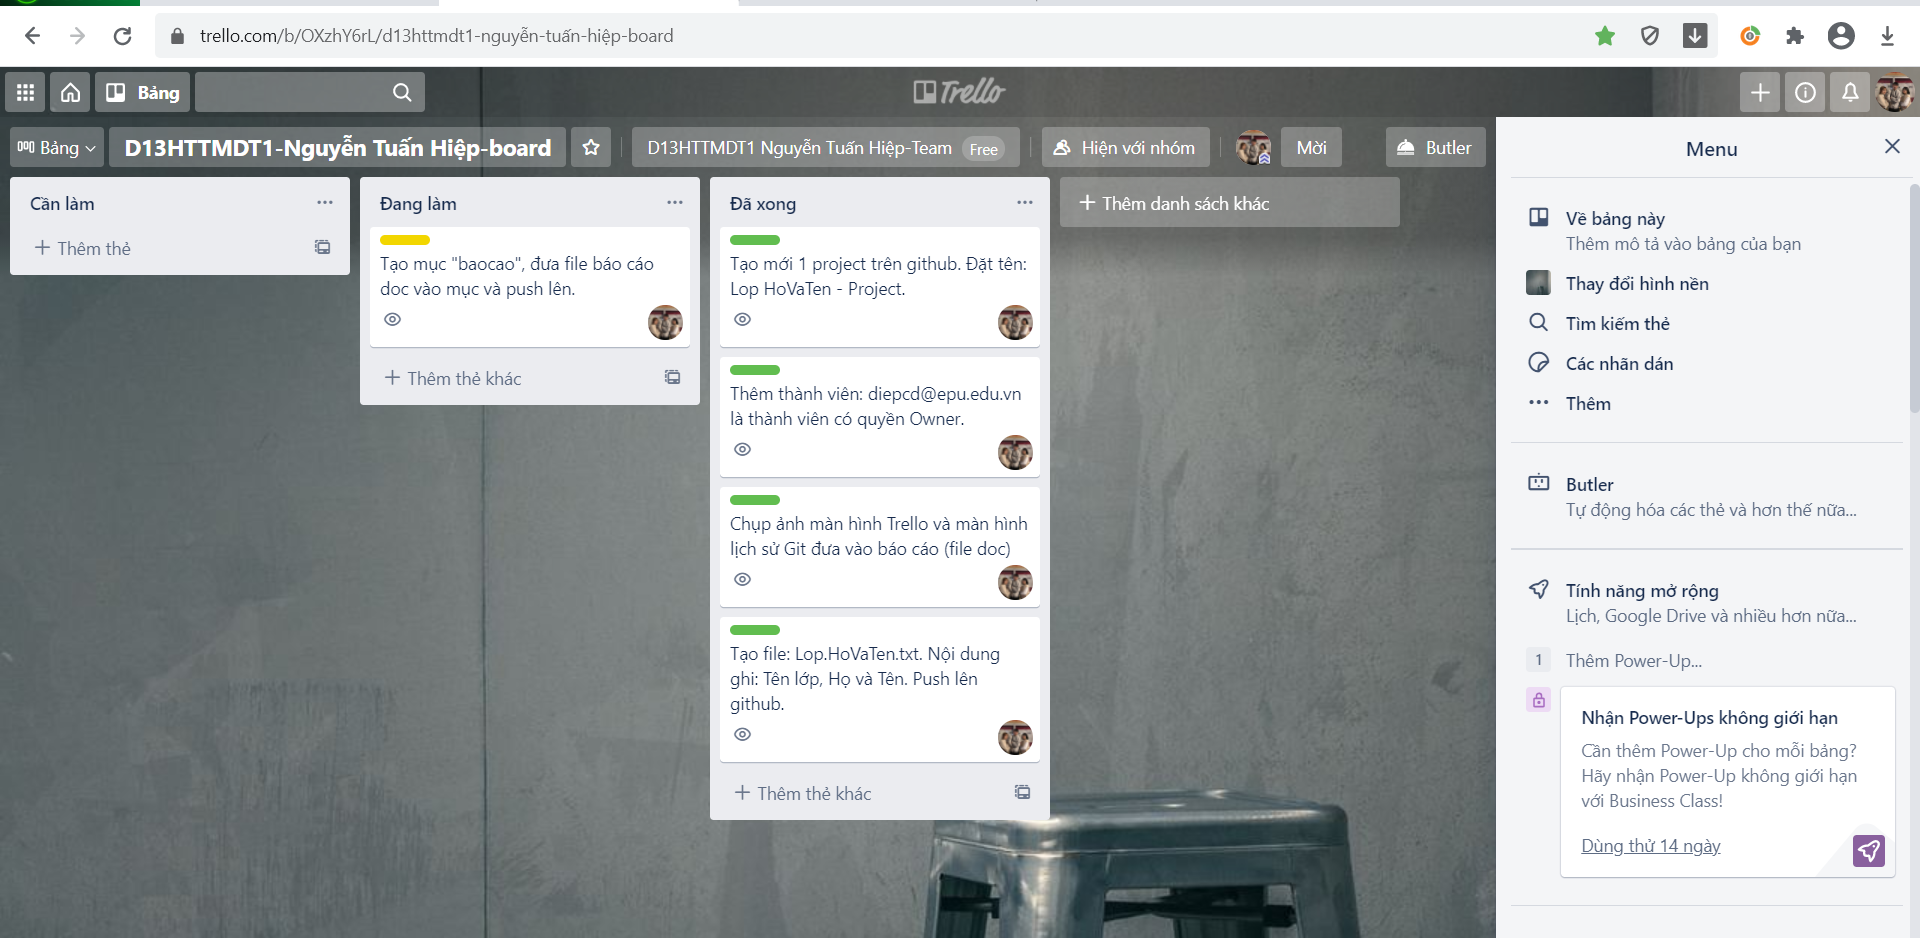 trello.com/b/OXzhY6rL/d13httmdt1-nguyễn-tuấn-hiệp-board
Bảng
Trello
Bảng
D13HTTMDT1-Nguyễn Tuấn Hiệp-board
D13HTTMDT1 Nguyễn Tuấn Hiệp-Team Free
Hiện với nhóm
Mời
Butler
Cần làm
Thêm thẻ
Đang làm
Tạo mục "baocao", đưa file báo cáo
doc vào mục và push lên.
Thêm thẻ khác
Đã xong
Tạo mới 1 project trên github. Đặt tên:
Lop HoVaTen - Project.
Thêm thành viên: diepcd@epu.edu.vn
là thành viên có quyền Owner.
Chụp ảnh màn hình Trello và màn hình
lịch sử Git đưa vào báo cáo (file doc)
Tạo file: Lop.HoVaTen.txt. Nội dung
ghi: Tên lớp, Họ và Tên. Push lên
github.
Thêm thẻ khác
Thêm danh sách khác
Menu
Về bảng này
Thêm mô tả vào bảng của bạn
Thay đổi hình nền
Tìm kiếm thẻ
Các nhãn dán
Thêm
Butler
Tự động hóa các thẻ và hơn thế nữa...
Tính năng mở rộng
Lịch, Google Drive và nhiều hơn nữa...
1 Thêm Power-Up...
Nhận Power-Ups không giới hạn
Cần thêm Power-Up cho mỗi bảng?
Hãy nhận Power-Up không giới hạn
với Business Class!
Dùng thử 14 ngày